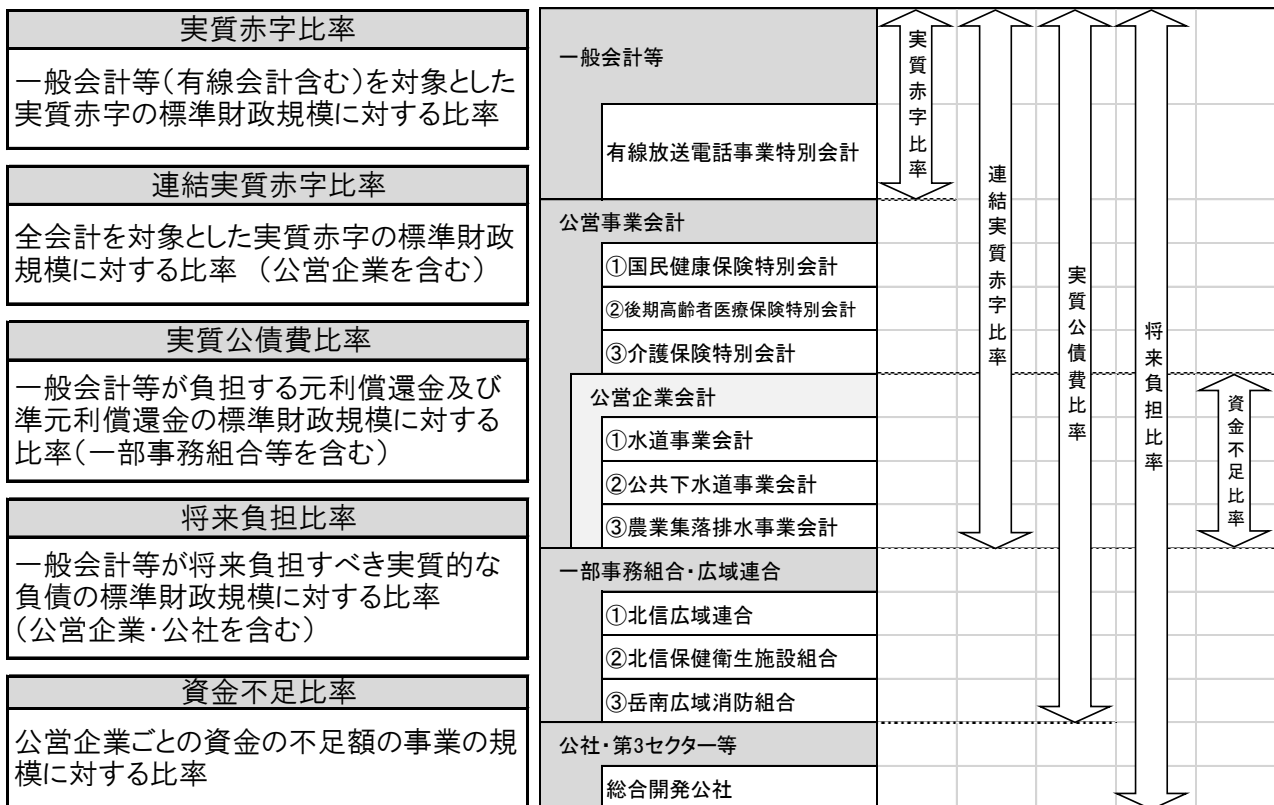 実質赤字比率
一般会計等(有線会計含む)を対象とした
実質赤字の標準財政規模に対する比率
連結実質赤字比率
全会計を対象とした実質赤字の標準財政
規模に対する比率 (公営企業を含む)
実質公債費比率
一般会計等が負担する元利償還金及び
準元利償還金の標準財政規模に対する
比率(一部事務組合等を含む)
将来負担比率
一般会計等が将来負担すべき実質的な
負債の標準財政規模に対する比率
(公営企業・公社を含む)
資金不足比率
公営企業ごとの資金の不足額の事業の規
模に対する比率
一般会計等
有線放送電話事業特別会計
公営事業会計
①国民健康保険特別会計
②後期高齢者医療保険特別会計
③介護保険特別会計
公営企業会計
①水道事業会計
②公共下水道事業会計
③農業集落排水事業会計
一部事務組合・広域連合
①北信広域連合
②北信保健衛生施設組合
③岳南広域消防組合
公社・第3セクター等
総合開発公社
実質赤字比率
連結実質赤字比率
実質公債費比率
将来負担比率
資金不足比率